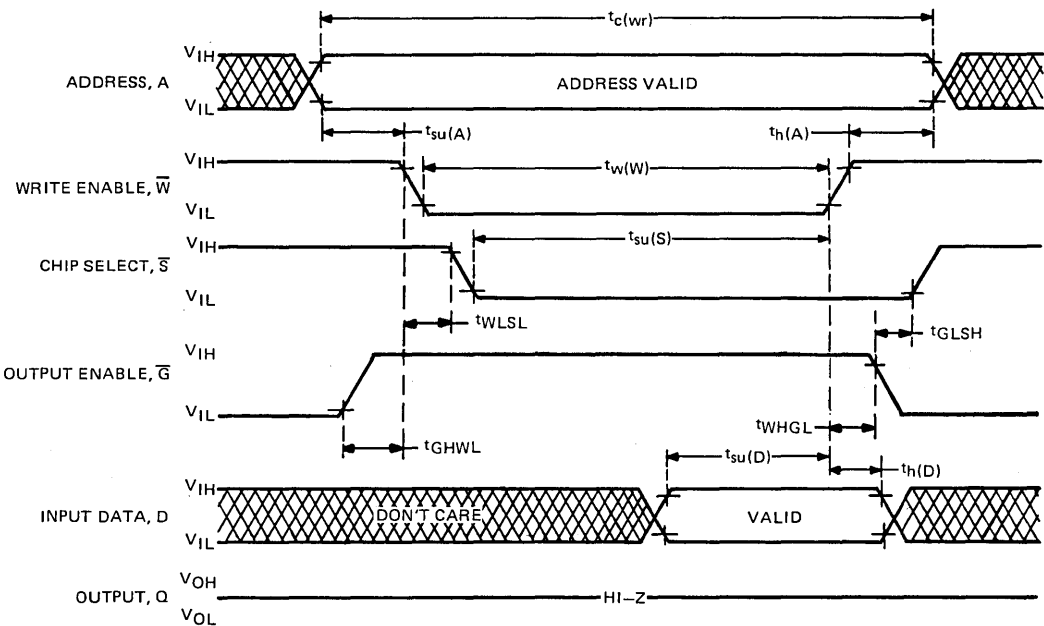 tc(wr)
VIH
ADDRESS, A
ADDRESS VALID
VIL
tsu(A)
th(A)
VIH
tw(W)
WRITE ENABLE, W̅
VIL
VIH
tsu(S)
CHIP SELECT, S̅
VIL
tWLSL
tGLSH
VIH
OUTPUT ENABLE, G̅
VIL
tWHGL
tGHWL
tsu(D)
th(D)
VIH
INPUT DATA, D
DON'T CARE
VALID
VIL
VOH
OUTPUT, Q
HI–Z
VOL